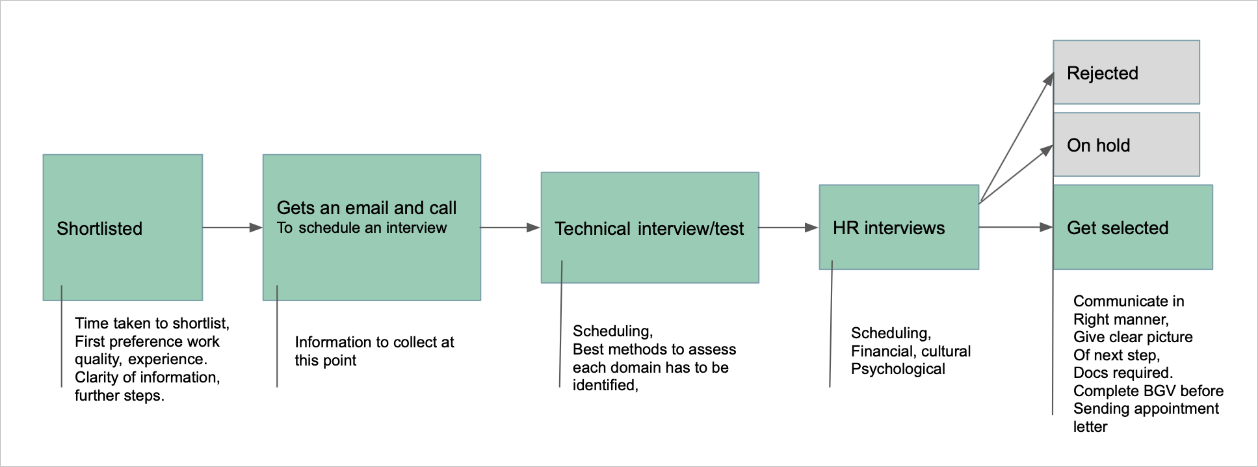 Shortlisted
Time taken to shortlist,
First preference work
quality, experience.
Clarity of information,
further steps.
Gets an email and call
To schedule an interview
Information to collect at
this point
Technical interview/test
Scheduling,
Best methods to assess
each domain has to be
identified,
HR interviews
Scheduling,
Financial, cultural
Psychological
Rejected
On hold
Get selected
Communicate in
Right manner,
Give clear picture
Of next step,
Docs required.
Complete BGV before
Sending appointment
letter